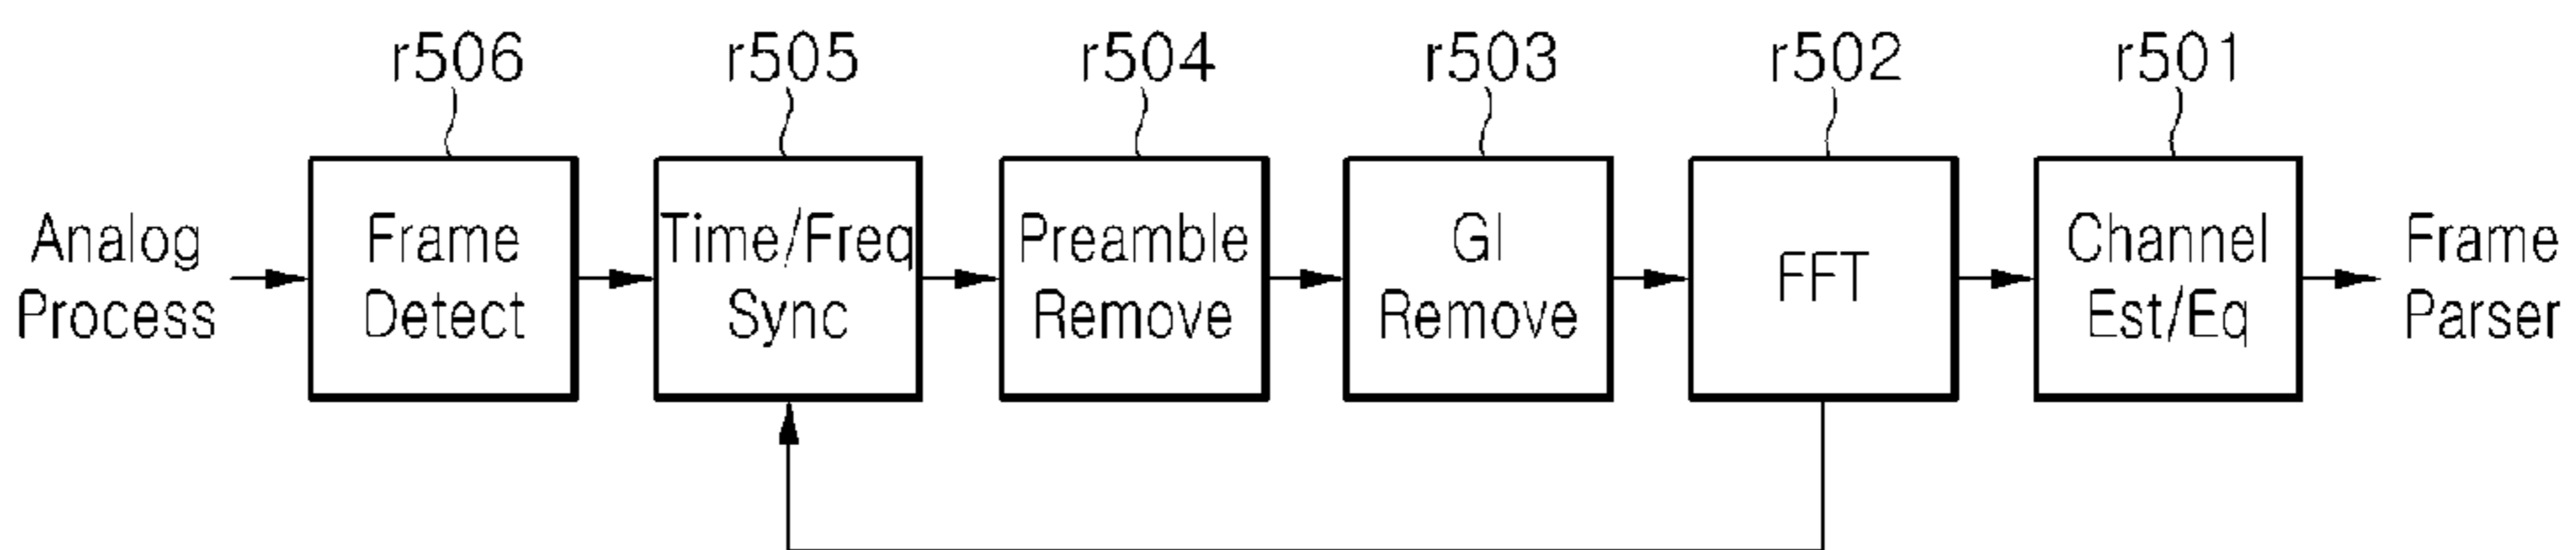 r506
r505
r504
r503
r502
r501
Analog
Process
Frame
Detect
Time/Freq
Sync
Preamble
Remove
GI
Remove
FFT
Channel
Est/Eq
Frame
Parser